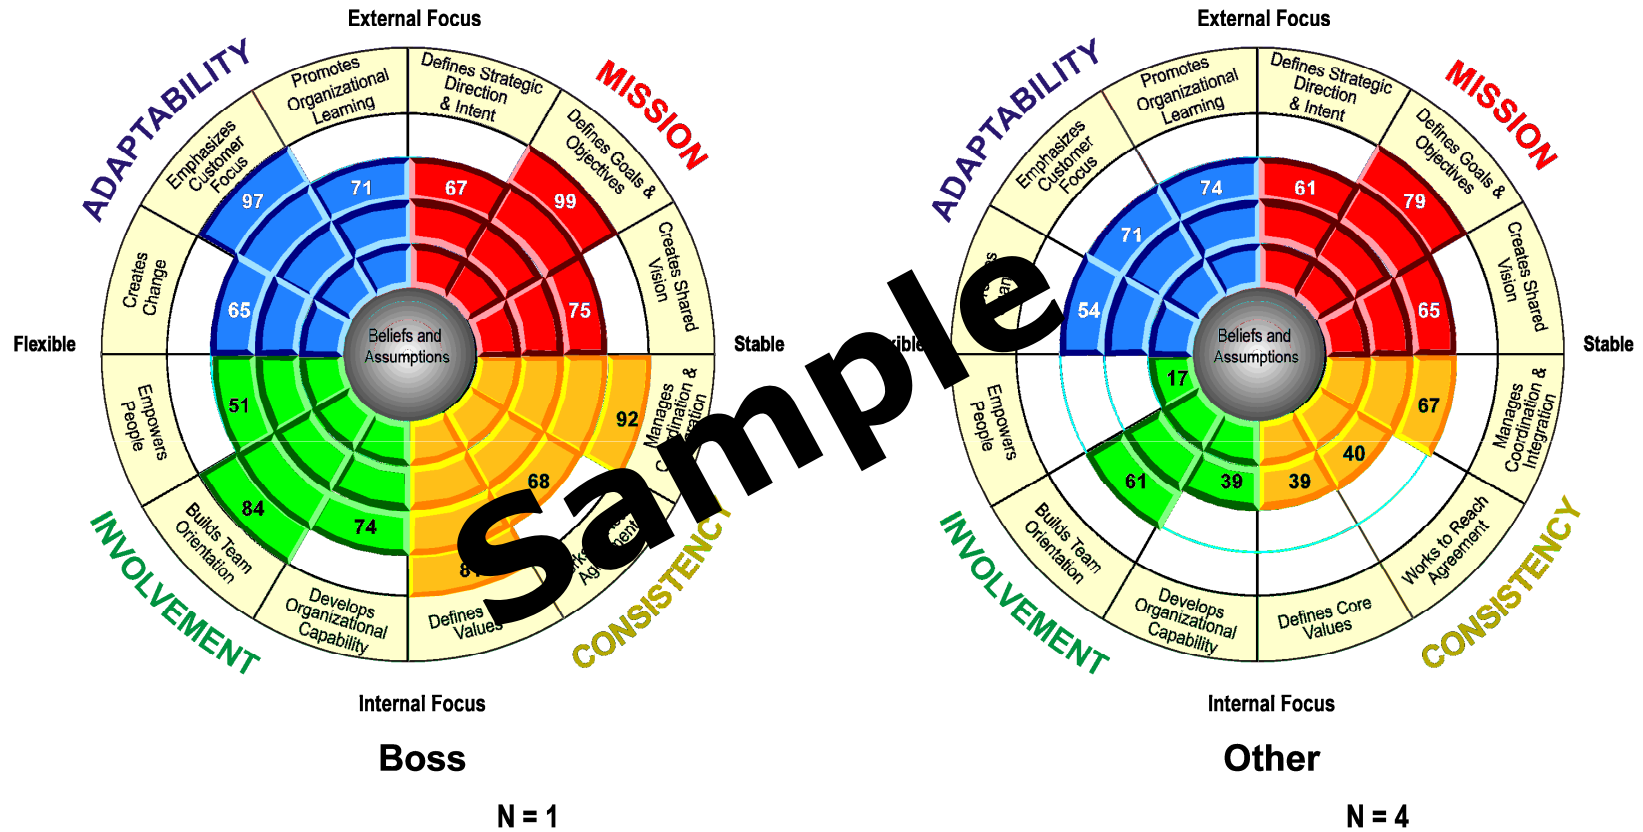 External Focus
ADAPTABILITY
MISSION
Promotes
Organizational
Learning
Defines Strategic
Direction
& Intent
Emphasizes
Customer
Focus
Defines Goals &
Objectives
Creates
Change
Creates Shared
Vision
97
71
67
99
65
75
Flexible
Beliefs and
Assumptions
Stable
51
92
84
74
68
Empowers
People
Manages
Builds Team
Orientation
Develops
Organizational
Capability
Defines
Values
INVOLVEMENT
CONSISTENCY
Internal Focus
Boss
N = 1
Sample
External Focus
ADAPTABILITY
MISSION
Promotes
Organizational
Learning
Defines Strategic
Direction
& Intent
Emphasizes
Customer
Focus
Defines Goals &
Objectives
Creates Shared
Vision
71
74
61
79
54
65
Beliefs and
Assumptions
Stable
17
67
61
39
39
40
Empowers
People
Manages
Coordination &
Integration
Builds Team
Orientation
Works to Reach
Agreement
Develops
Organizational
Capability
Defines Core
Values
INVOLVEMENT
CONSISTENCY
Internal Focus
Other
N = 4